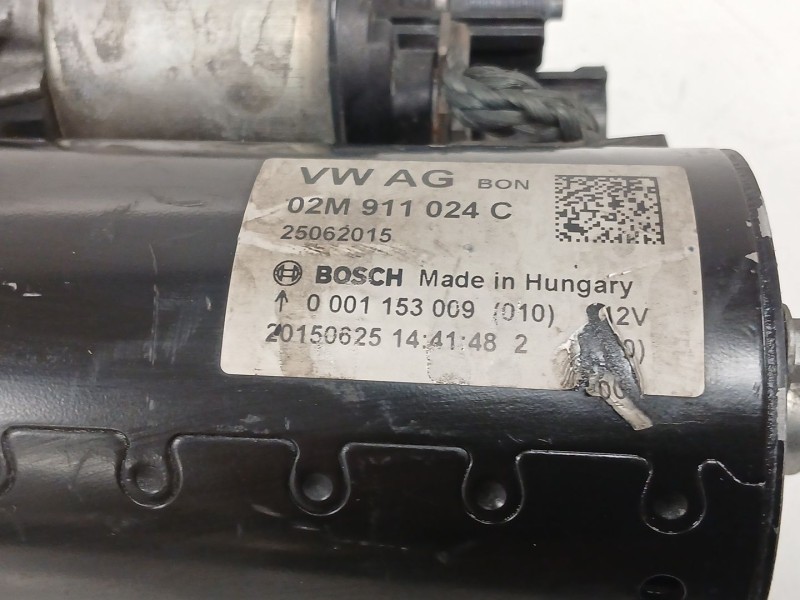 VW AG BON
02M 911 024 C
25062015
BOSCH Made in Hungary
↑ 0 001 153 009 (010) 12V
20150625 14:41:48 2